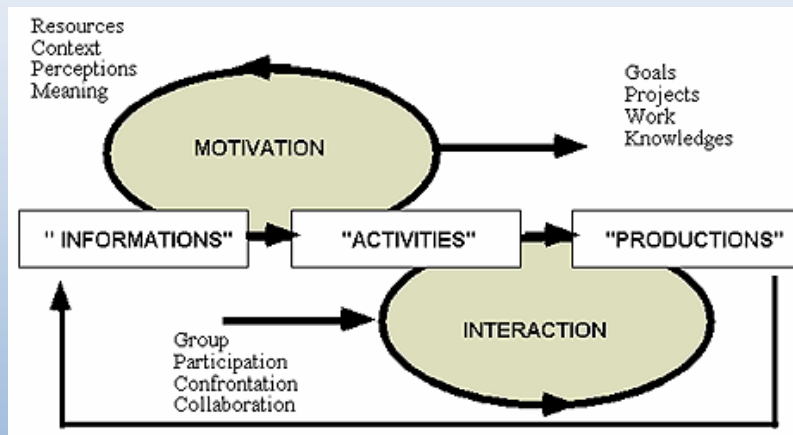 Resources
Context
Perceptions
Meaning
Goals
Projects
Work
Knowledges
MOTIVATION
" INFORMATIONS"
"ACTIVITIES"
"PRODUCTIONS"
INTERACTION
Group
Participation
Confrontation
Collaboration